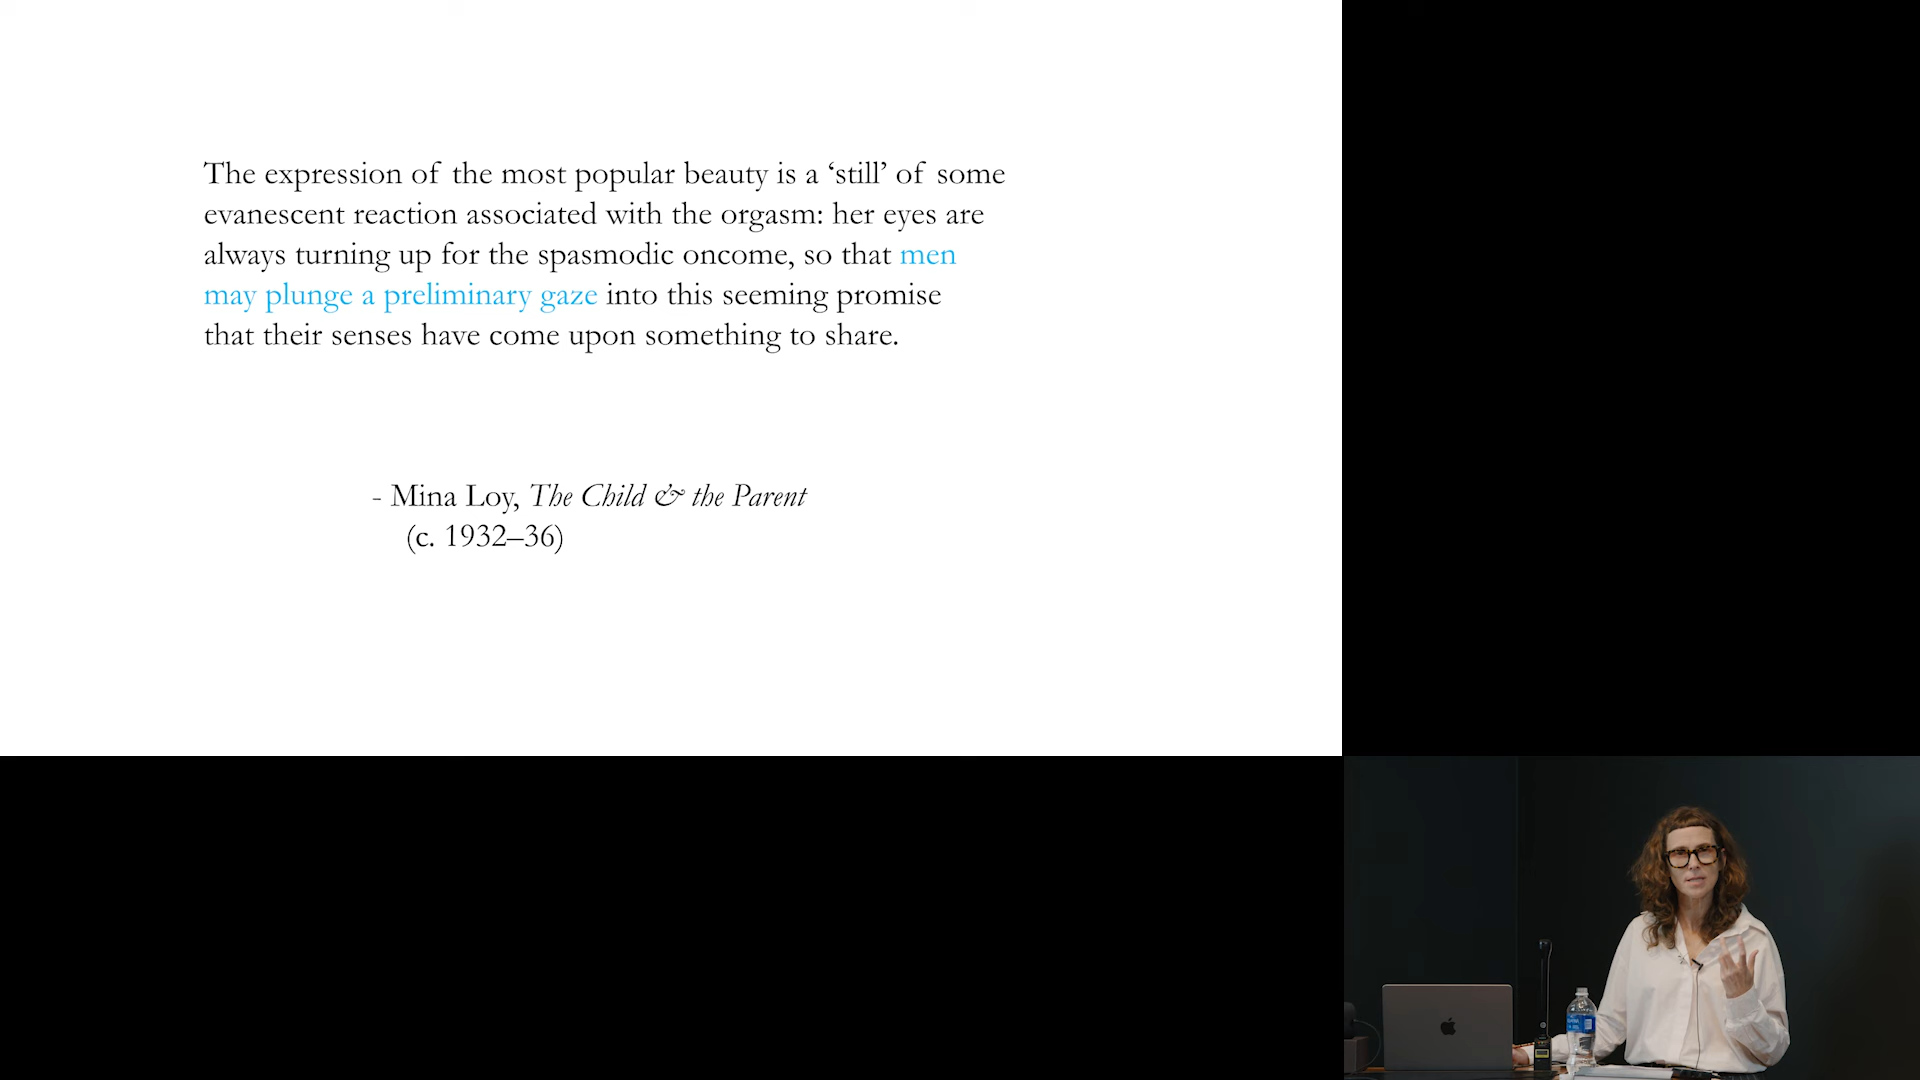 The expression of the most popular beauty is a ‘still’ of some
evanescent reaction associated with the orgasm: her eyes are
always turning up for the spasmodic oncome, so that men
may plunge a preliminary gaze into this seeming promise
that their senses have come upon something to share.
- Mina Loy, The Child & the Parent
(c. 1932–36)